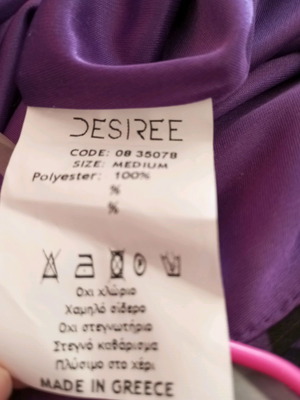 DESIREE
CODE: 08 35078
SIZE: MEDIUM
Polyester: 100%
%
%
Οχι χλώριο
Χαμηλό σίδερο
Οχι στεγνωτήριο
Στεγνό καθάρισμα
Πλύσιμο στο χέρι
MADE IN GREECE